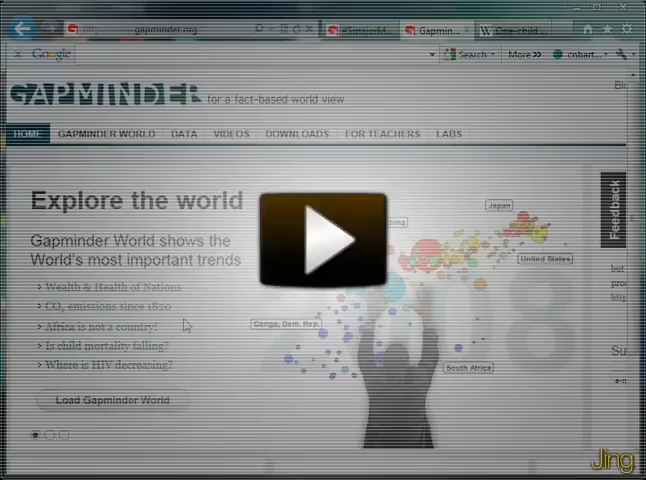 gapminder.org
Gapmin...
One-child ...
Google
Search
More »
cnbart...
GAPMINDER for a fact-based world view
HOME GAPMINDER WORLD DATA VIDEOS DOWNLOADS FOR TEACHERS LABS
Explore the world
Gapminder World shows the
World's most important trends
Wealth & Health of Nations
CO₂ emissions since 1820
Africa is not a country!
Is child mortality falling?
Where is HIV decreasing?
Load Gapminder World
Japan
United States
Congo, Dem. Rep.
South Africa
Feedback
but
Jing